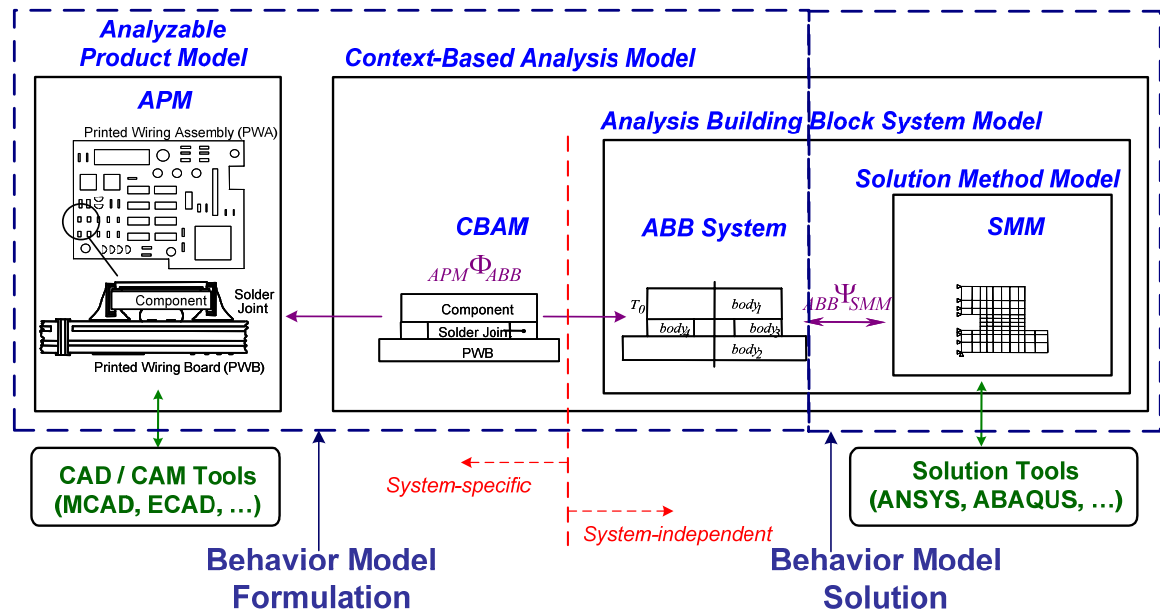 Analyzable
Product Model
APM
Printed Wiring Assembly (PWA)
Component
Solder
Joint
Printed Wiring Board (PWB)
Context-Based Analysis Model
CBAM
APMΦABB
Component
Solder Joint
PWB
Analysis Building Block System Model
ABB System
T0
body1
body4
body3
body2
ABBΨSMM
Solution Method Model
SMM
CAD / CAM Tools
(MCAD, ECAD, …)
System-specific
System-independent
Solution Tools
(ANSYS, ABAQUS, …)
Behavior Model
Formulation
Behavior Model
Solution